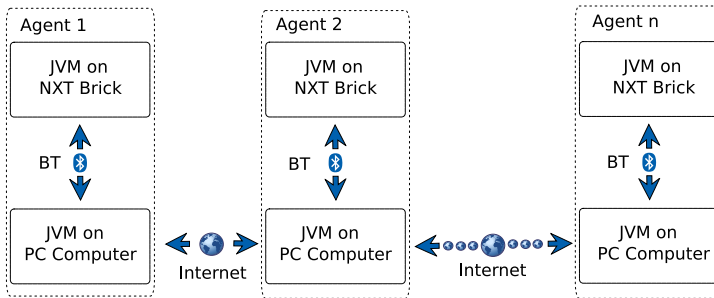 Agent 1
JVM on
NXT Brick
BT
JVM on
PC Computer
Internet
Agent 2
JVM on
NXT Brick
BT
JVM on
PC Computer
Internet
Agent n
JVM on
NXT Brick
BT
JVM on
PC Computer